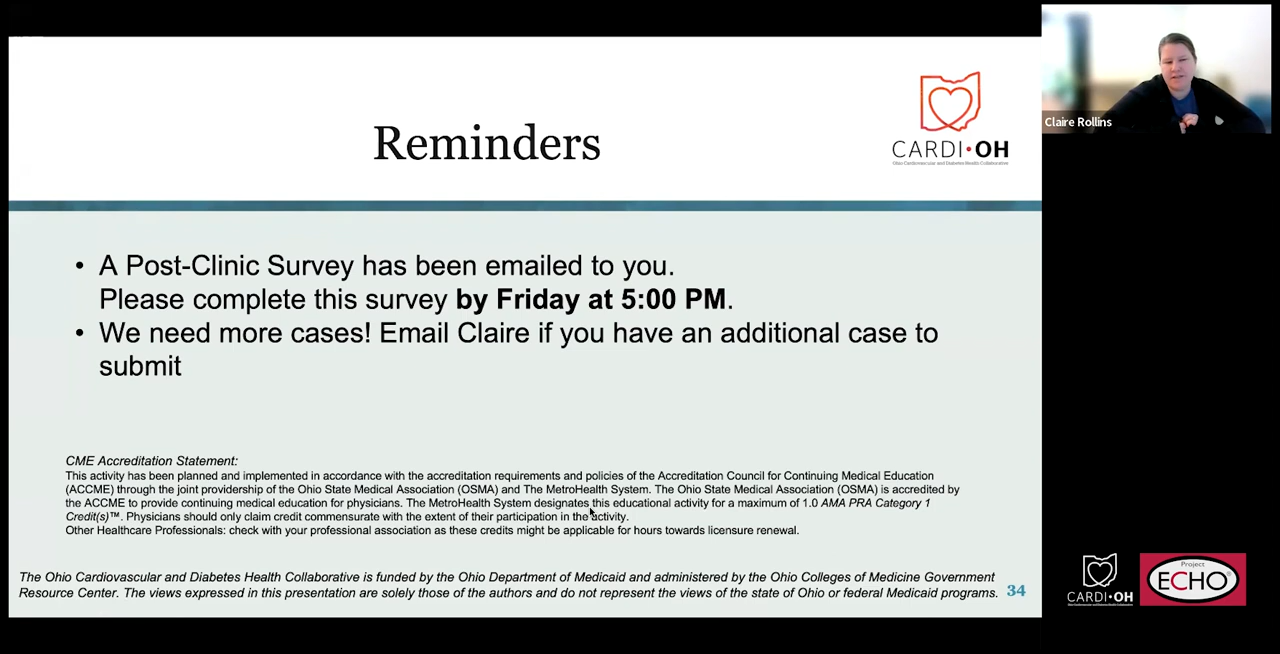 Reminders
CARDI•OH
Ohio Cardiovascular and Diabetes Health Collaborative
Claire Rollins
• A Post-Clinic Survey has been emailed to you.
Please complete this survey by Friday at 5:00 PM.
• We need more cases! Email Claire if you have an additional case to
submit
CME Accreditation Statement:
This activity has been planned and implemented in accordance with the accreditation requirements and policies of the Accreditation Council for Continuing Medical Education
(ACCME) through the joint providership of the Ohio State Medical Association (OSMA) and The MetroHealth System. The Ohio State Medical Association (OSMA) is accredited by
the ACCME to provide continuing medical education for physicians. The MetroHealth System designates this educational activity for a maximum of 1.0 AMA PRA Category 1
Credit(s)™. Physicians should only claim credit commensurate with the extent of their participation in the activity.
Other Healthcare Professionals: check with your professional association as these credits might be applicable for hours towards licensure renewal.
The Ohio Cardiovascular and Diabetes Health Collaborative is funded by the Ohio Department of Medicaid and administered by the Ohio Colleges of Medicine Government
Resource Center. The views expressed in this presentation are solely those of the authors and do not represent the views of the state of Ohio or federal Medicaid programs.
34
CARDI•OH
Ohio Cardiovascular and Diabetes Health Collaborative
Project
ECHO®